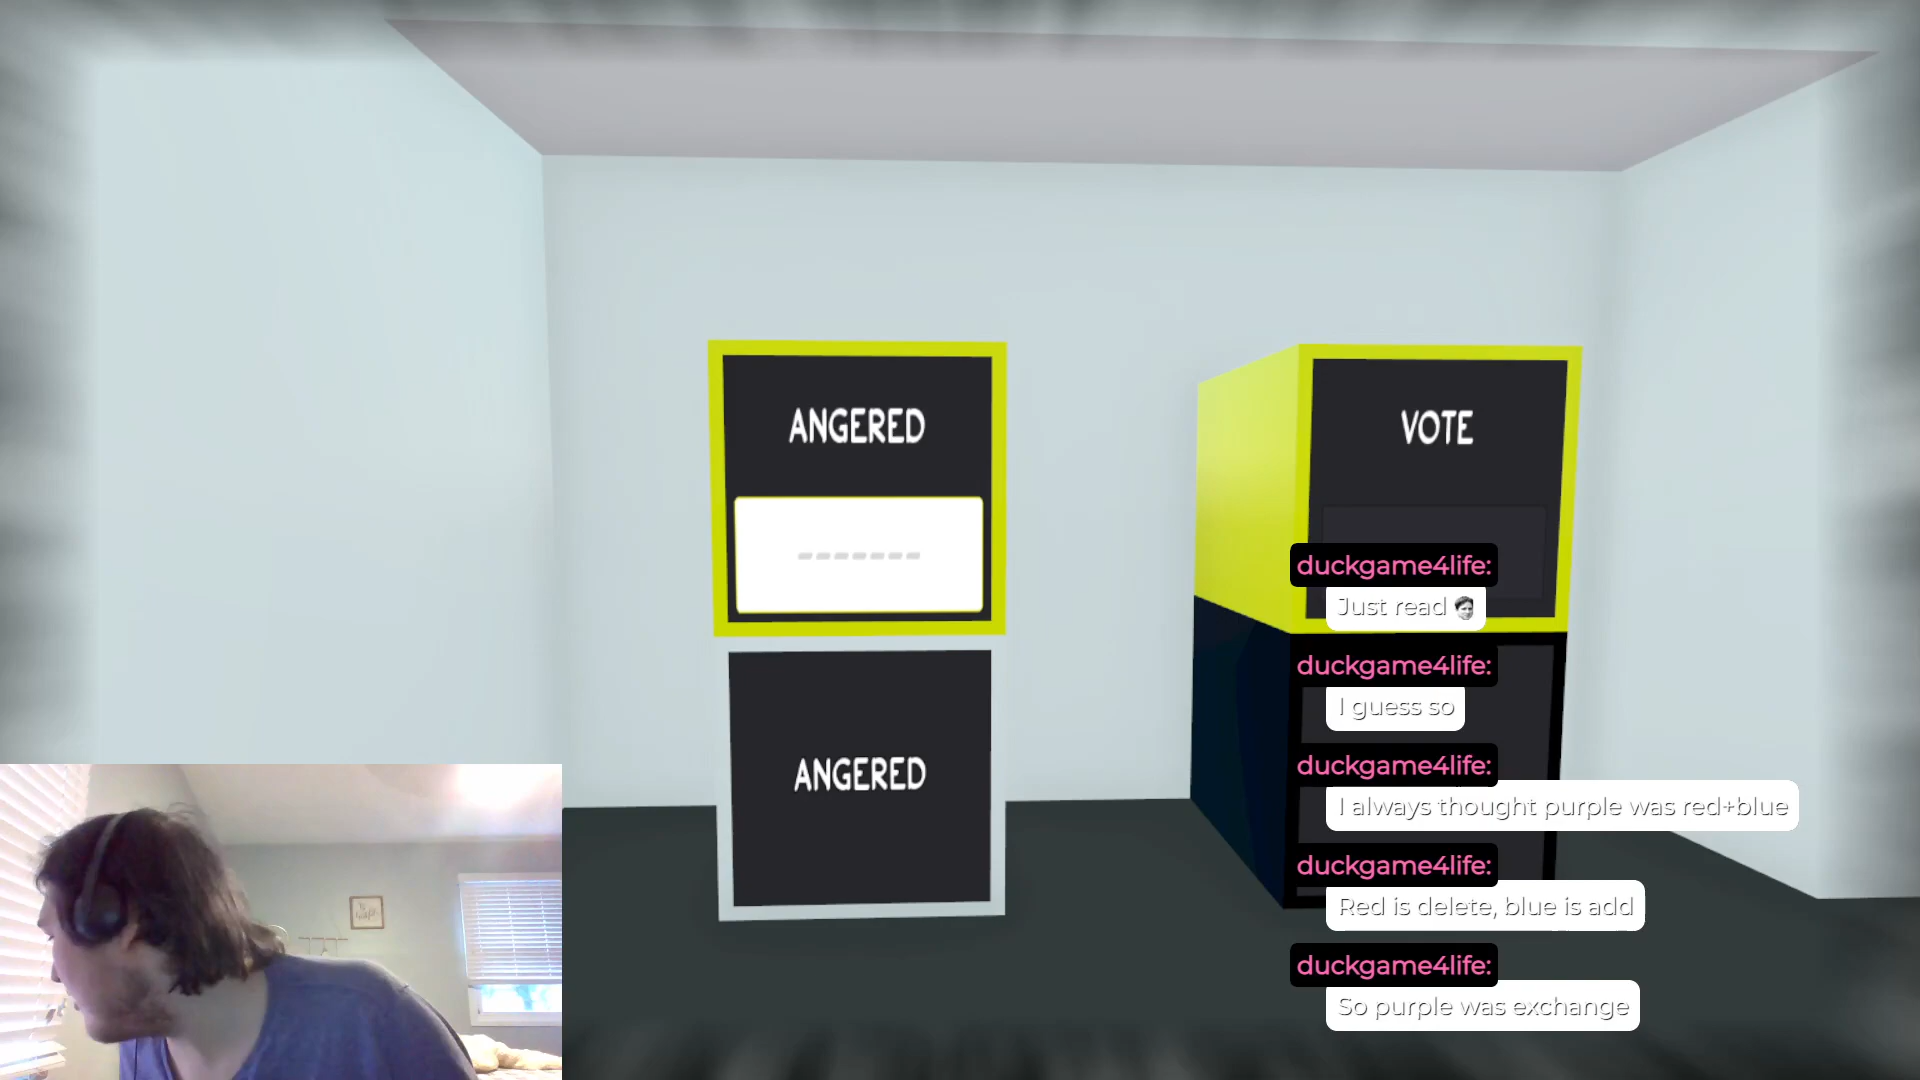 ANGERED
ANGERED
VOTE
duckgame4life:
Just read
duckgame4life:
I guess so
duckgame4life:
I always thought purple was red+blue
duckgame4life:
Red is delete, blue is add
duckgame4life:
So purple was exchange